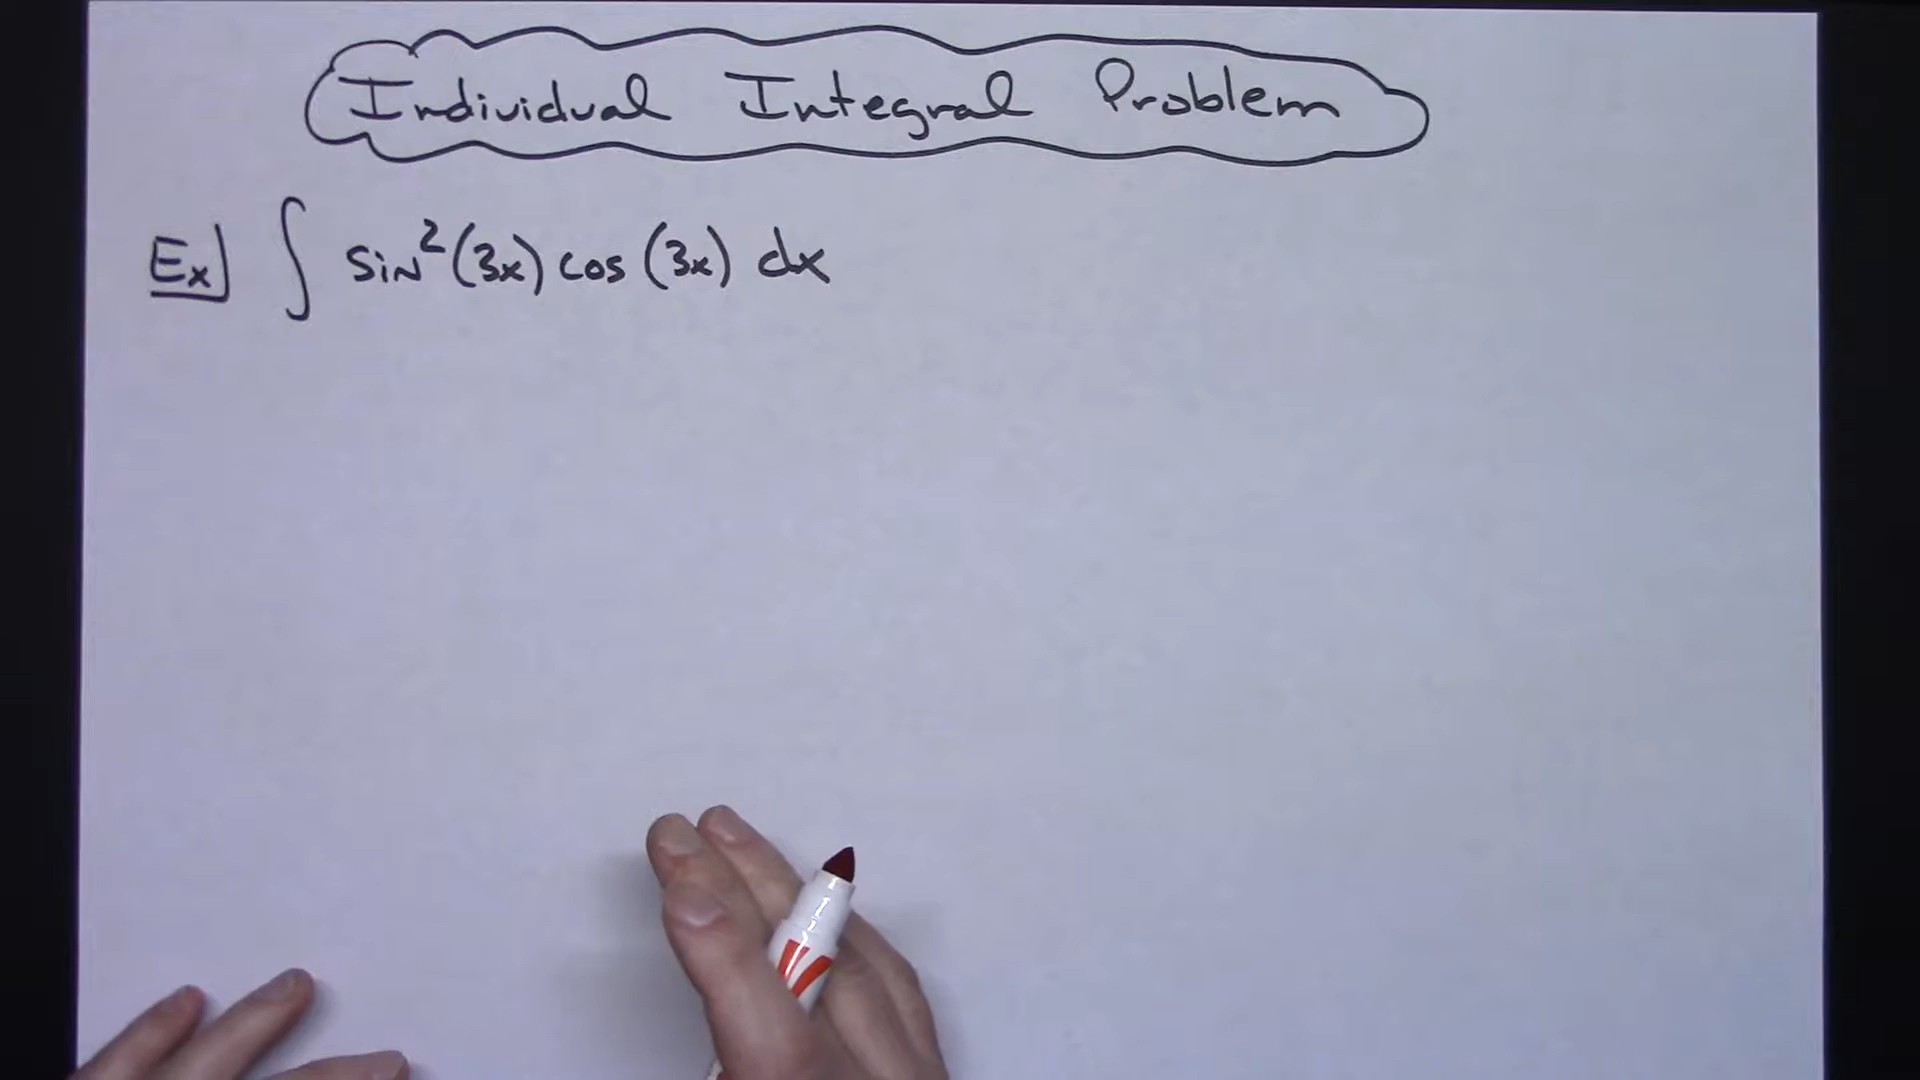 Individual Integral Problem
Ex] ∫ sin²(3x) cos (3x) dx